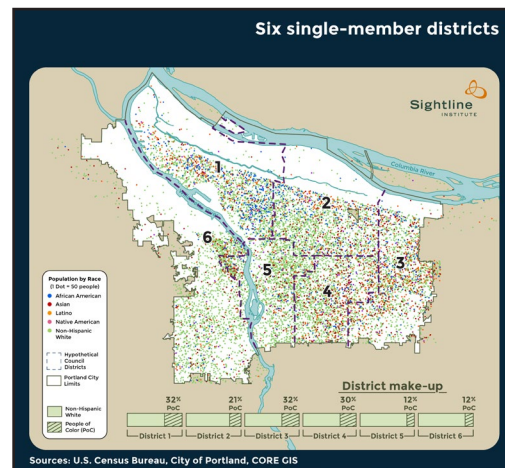 Six single-member districts
Sightline
INSTITUTE
Columbia River
1
2
3
6
5
4
Population by Race
(1 Dot = 50 people)
African American
Asian
Latino
Native American
Non-Hispanic
White
Hypothetical
Council
Districts
Portland City
Limits
Non-Hispanic
White
People of
Color (PoC)
District make-up
32% 21% 32% 30% 12% 12%
PoC PoC PoC PoC PoC PoC
District 1 District 2 District 3 District 4 District 5 District 6
Sources: U.S. Census Bureau, City of Portland, CORE GIS